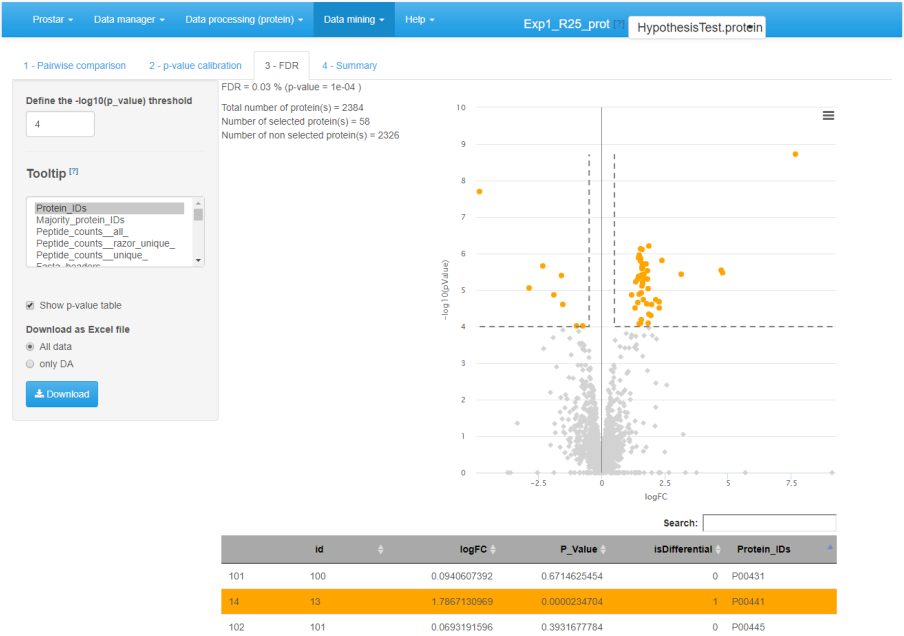 Prostar Data manager Data processing (protein) Data mining Help Exp1_R25_prot [?] HypothesisTest.protein
1 - Pairwise comparison 2 - p-value calibration 3 - FDR 4 - Summary
Define the -log10(p_value) threshold
4
Tooltip [?]
Protein_IDs
Majority_protein_IDs
Peptide_counts__all_
Peptide_counts__razor_unique_
Peptide_counts__unique_
Fasta_headers
Show p-value table
Download as Excel file
All data
only DA
Download
FDR = 0.03 % (p-value = 1e-04 )
Total number of protein(s) = 2384
Number of selected protein(s) = 58
Number of non selected protein(s) = 2326
-log10(pValue)
10
9
8
7
6
5
4
3
2
1
0
-2.5 0 2.5 5 7.5
logFC
Search:
id logFC P_Value isDifferential Protein_IDs
101 100 0.0940607392 0.6714625454 0 P00431
14 13 1.7867130969 0.0000234704 1 P00441
102 101 0.0693191596 0.3931677784 0 P00445